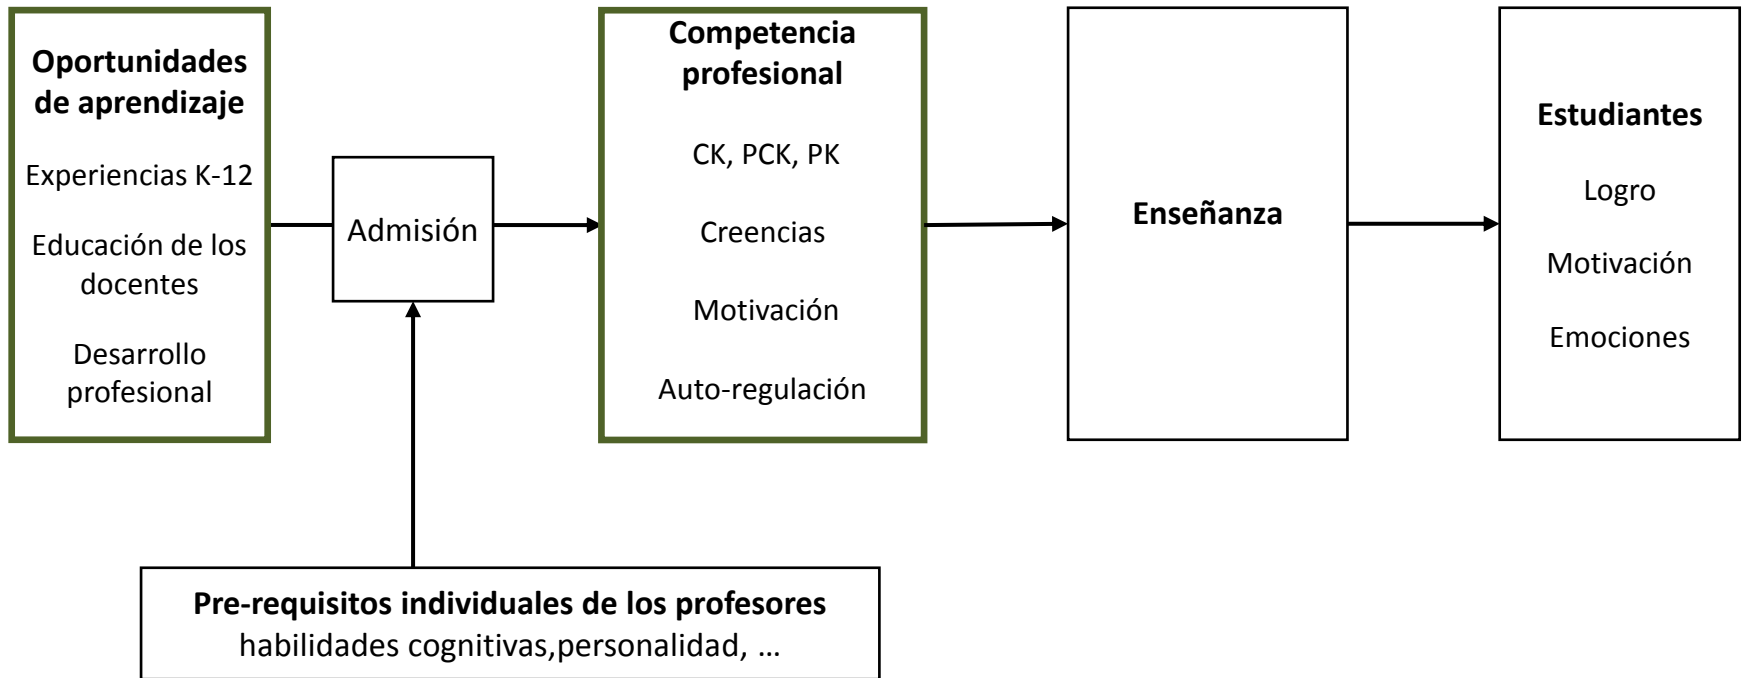 Oportunidades
de aprendizaje
Experiencias K-12
Educación de los
docentes
Desarrollo
profesional
Admisión
Competencia
profesional
CK, PCK, PK
Creencias
Motivación
Auto-regulación
Enseñanza
Estudiantes
Logro
Motivación
Emociones
Pre-requisitos individuales de los profesores
habilidades cognitivas,personalidad, ...